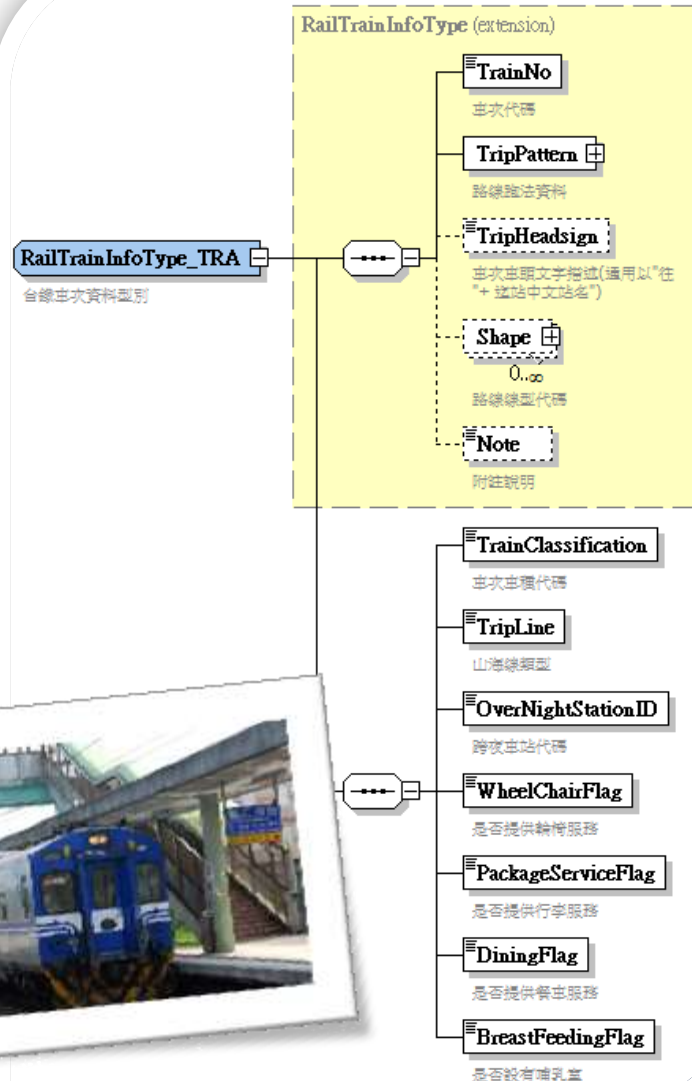 RailTrainInfoType (extension)
TrainNo
車次代碼
TripPattern
路線跑法資料
TripHeadsign
車次車頭文字描述(通用以"往
"+ 迄站中文站名")
RailTrainInfoType_TRA
台鐵車次資料型別
Shape
0..∞
路線線型代碼
Note
附註說明
TrainClassification
車次車種代碼
TripLine
山海線類型
OverNightStationID
跨夜車站代碼
WheelChairFlag
是否提供輪椅服務
PackageServiceFlag
是否提供行李服務
DiningFlag
是否提供餐車服務
BreastFeedingFlag
是否設有哺乳室